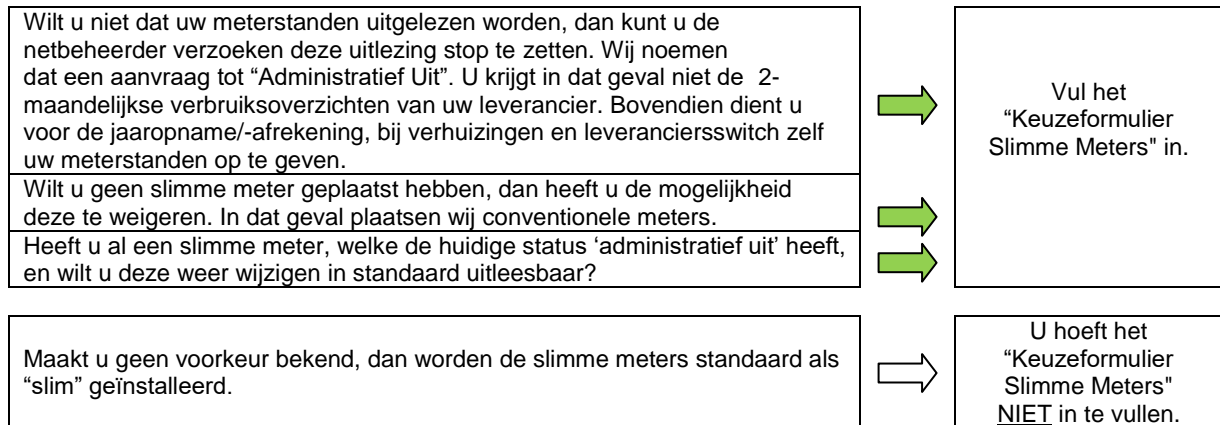 Wilt u niet dat uw meterstanden uitgelezen worden, dan kunt u de
netbeheerder verzoeken deze uitlezing stop te zetten. Wij noemen
dat een aanvraag tot “Administratief Uit”. U krijgt in dat geval niet de 2-
maandelijkse verbruiksoverzichten van uw leverancier. Bovendien dient u
voor de jaaropname/-afrekening, bij verhuizingen en leveranciersswitch zelf
uw meterstanden op te geven.
Wilt u geen slimme meter geplaatst hebben, dan heeft u de mogelijkheid
deze te weigeren. In dat geval plaatsen wij conventionele meters.
Heeft u al een slimme meter, welke de huidige status ‘administratief uit’ heeft,
en wilt u deze weer wijzigen in standaard uitleesbaar?
Vul het
“Keuzeformulier
Slimme Meters" in.
Maakt u geen voorkeur bekend, dan worden de slimme meters standaard als
“slim” geïnstalleerd.
U hoeft het
“Keuzeformulier
Slimme Meters"
NIET in te vullen.